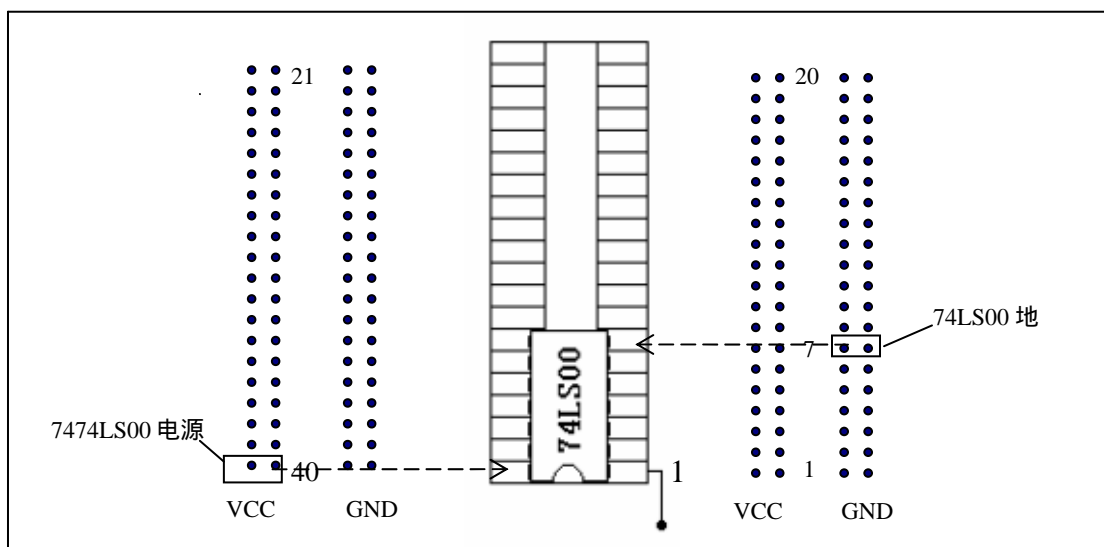 21
20
74LS00 地
7
74LS00
7474LS00 电源
40
1
1
VCC
GND
VCC
GND